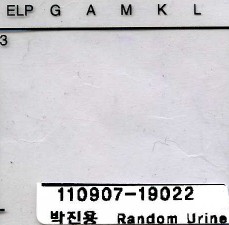 ELP G A M K L
3
110907-19022
박진용 Random Urine